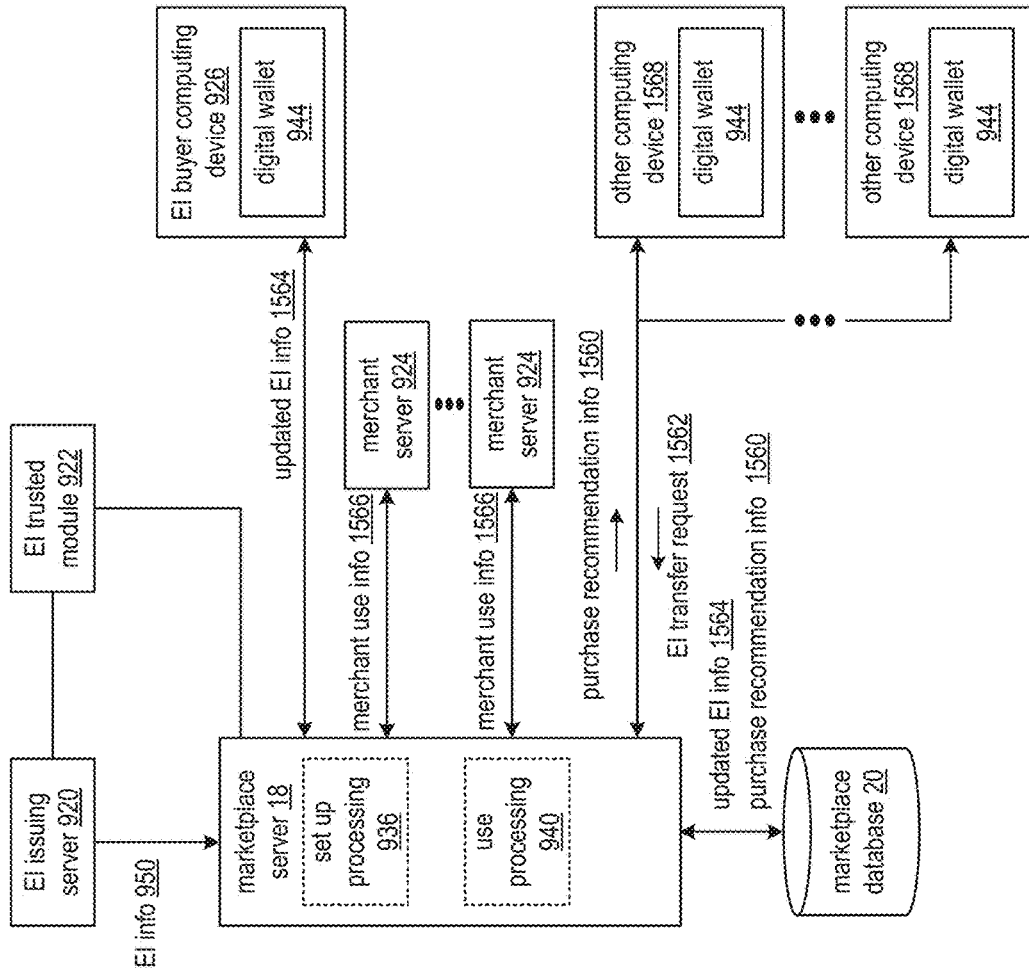 EI issuing
server 920
EI trusted
module 922
EI info 950
marketplace
server 18
set up
processing
936
use
processing
940
updated EI info 1564
EI buyer computing
device 926
digital wallet
944
merchant use info 1566
merchant
server 924
merchant use info 1566
merchant
server 924
purchase recommendation info 1560
EI transfer request 1562
other computing
device 1568
digital wallet
944
other computing
device 1568
digital wallet
944
updated EI info 1564
purchase recommendation info 1560
marketplace
database 20